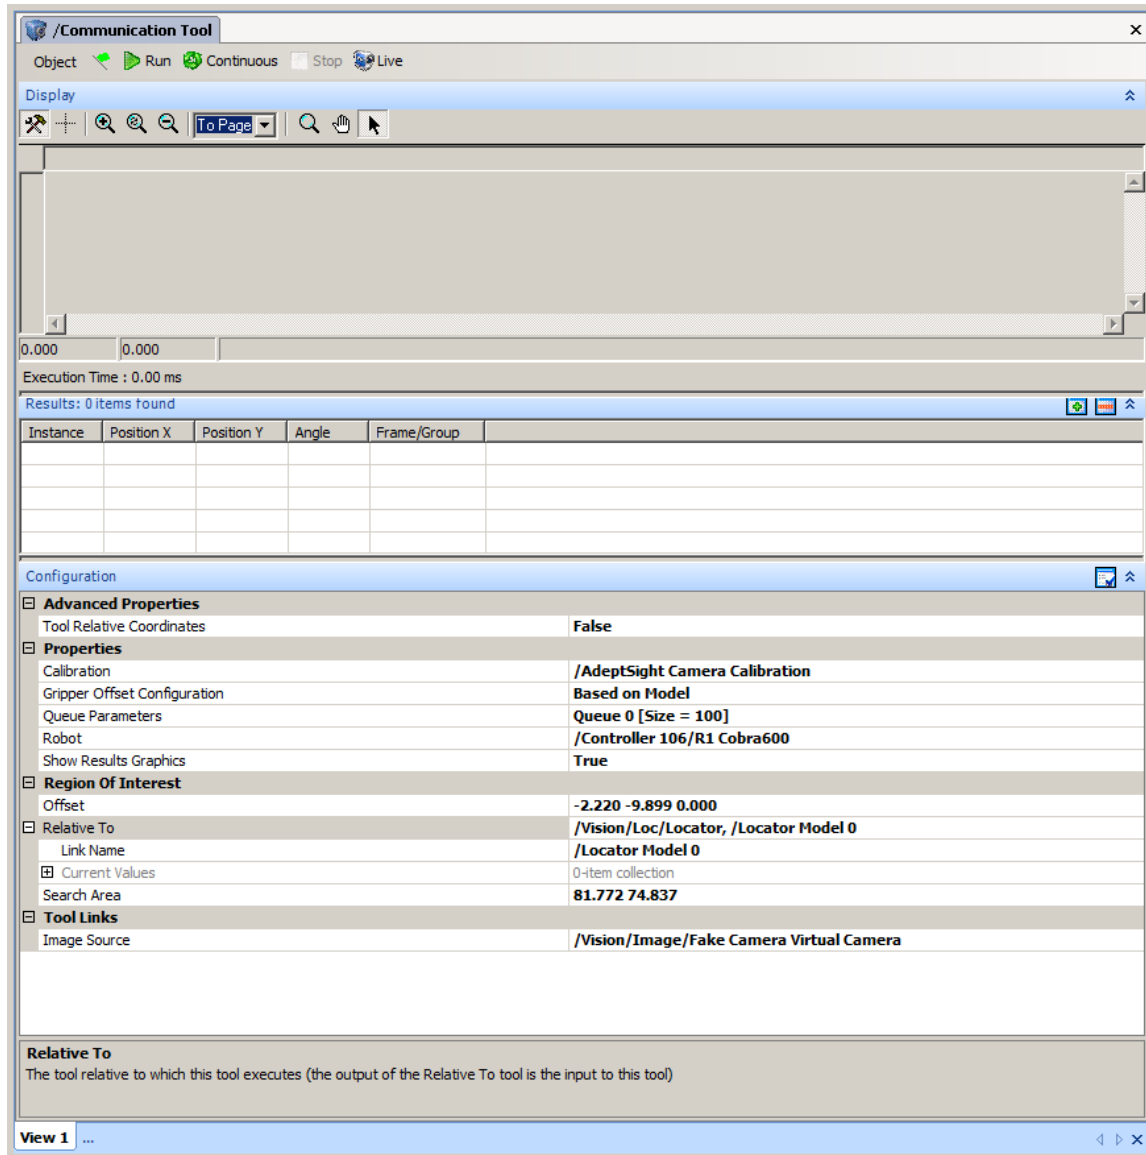 /Communication Tool
Object Run Continuous Stop Live
Display
To Page
0.000 0.000
Execution Time : 0.00 ms
Results: 0 items found
Instance Position X Position Y Angle Frame/Group
Configuration
Advanced Properties
Tool Relative Coordinates False
Properties
Calibration /AdeptSight Camera Calibration
Gripper Offset Configuration Based on Model
Queue Parameters Queue 0 [Size = 100]
Robot /Controller 106/R1 Cobra600
Show Results Graphics True
Region Of Interest
Offset -2.220 -9.899 0.000
Relative To /Vision/Loc/Locator, /Locator Model 0
Link Name /Locator Model 0
Current Values 0-item collection
Search Area 81.772 74.837
Tool Links
Image Source /Vision/Image/Fake Camera Virtual Camera
Relative To
The tool relative to which this tool executes (the output of the Relative To tool is the input to this tool)
View 1 ...